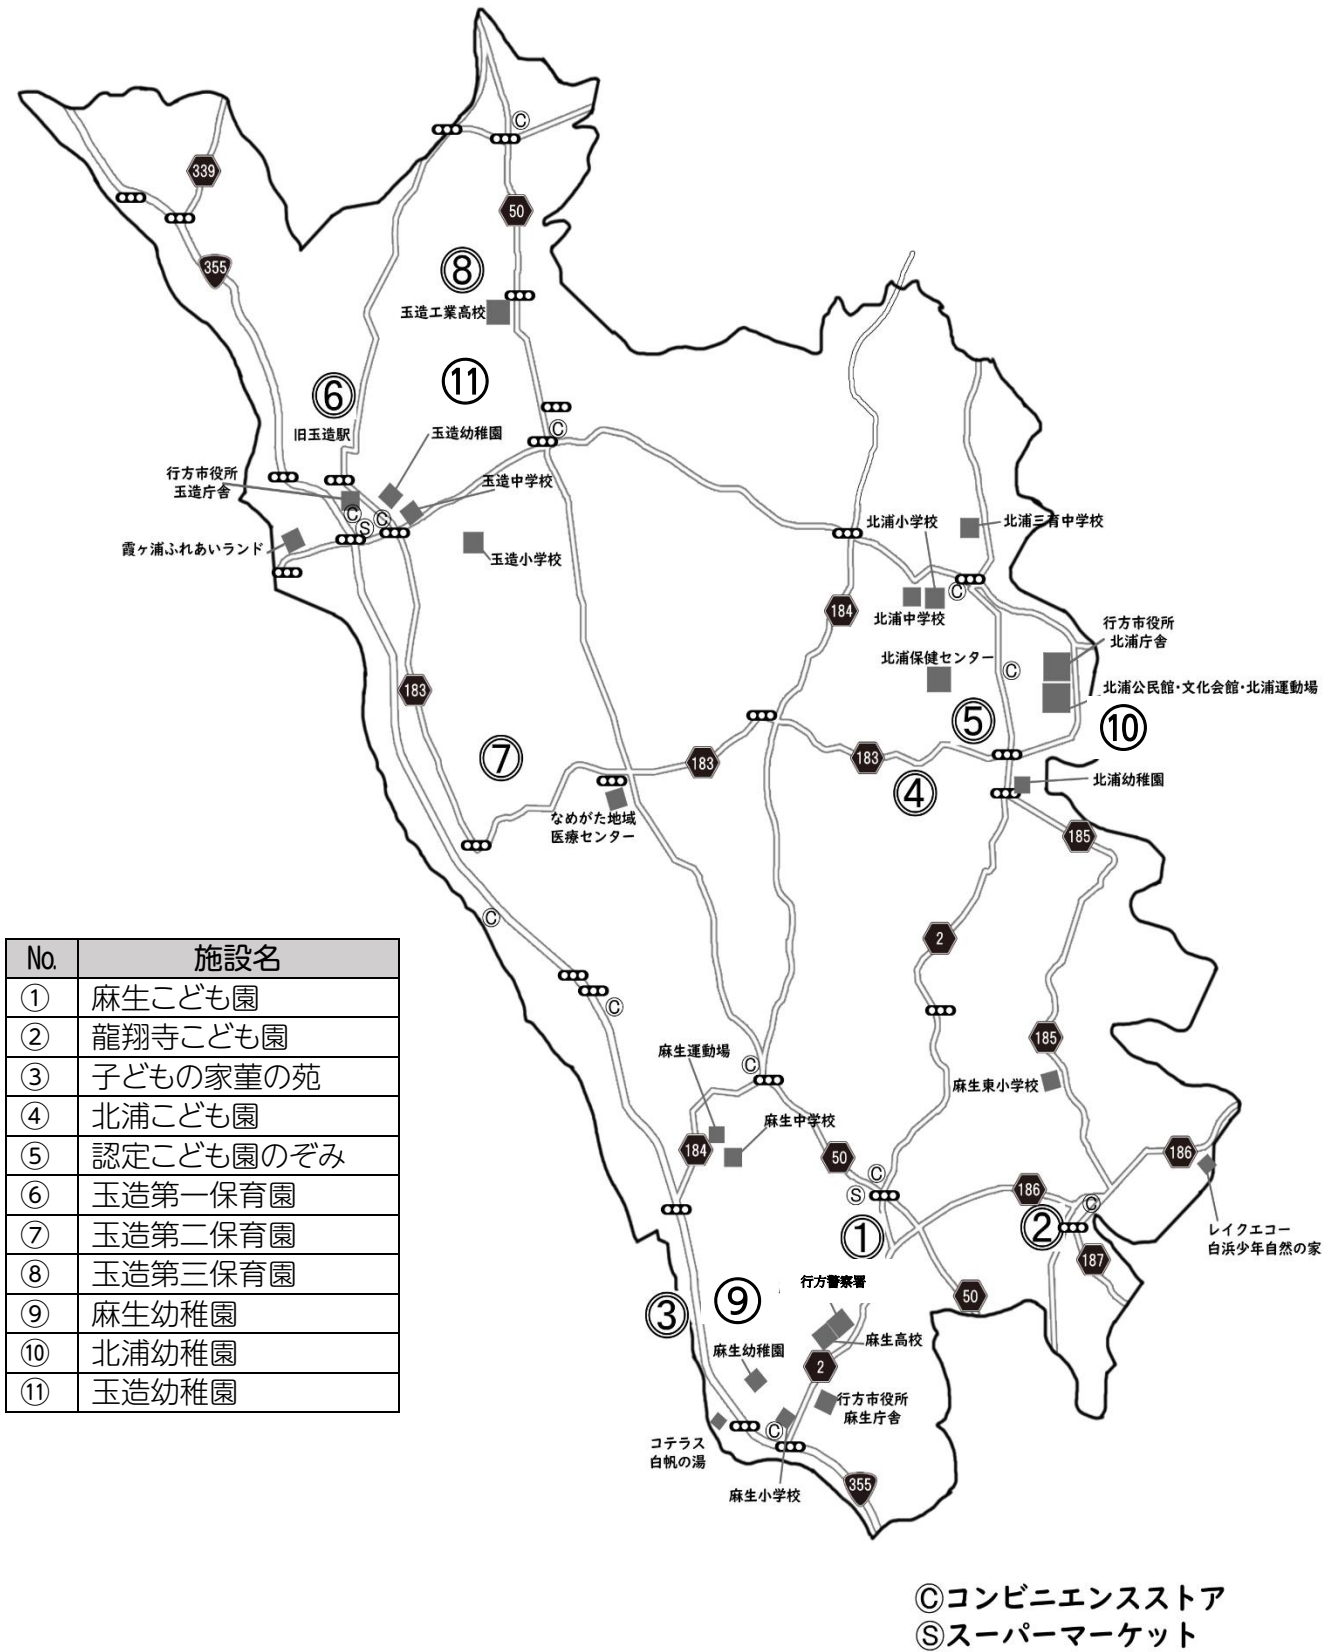 Ⓒ
339
50
355
⑧
玉造工業高校
⑪
⑥
旧玉造駅
玉造幼稚園
Ⓒ
行方市役所
玉造庁舎
玉造中学校
Ⓒ
Ⓒ
Ⓢ
霞ヶ浦ふれあいランド
玉造小学校
北浦小学校
北浦三育中学校
Ⓒ
184
北浦中学校
行方市役所
北浦庁舎
北浦保健センター
Ⓒ
183
北浦公民館・文化会館・北浦運動場
⑤
⑩
⑦
183
183
④
北浦幼稚園
なめがた地域
医療センター
185
Ⓒ
2
Ⓒ
185
麻生運動場
Ⓒ
麻生東小学校
麻生中学校
184
50
186
Ⓒ
Ⓢ
186
Ⓒ
①
②
レイクエコー
白浜少年自然の家
187
行方警察署
③
⑨
50
麻生高校
麻生幼稚園
2
行方市役所
麻生庁舎
コテラス
白帆の湯
Ⓒ
麻生小学校
355
No. 施設名
① 麻生こども園
② 龍翔寺こども園
③ 子どもの家菫の苑
④ 北浦こども園
⑤ 認定こども園のぞみ
⑥ 玉造第一保育園
⑦ 玉造第二保育園
⑧ 玉造第三保育園
⑨ 麻生幼稚園
⑩ 北浦幼稚園
⑪ 玉造幼稚園
Ⓒコンビニエンスストア
Ⓢスーパーマーケット